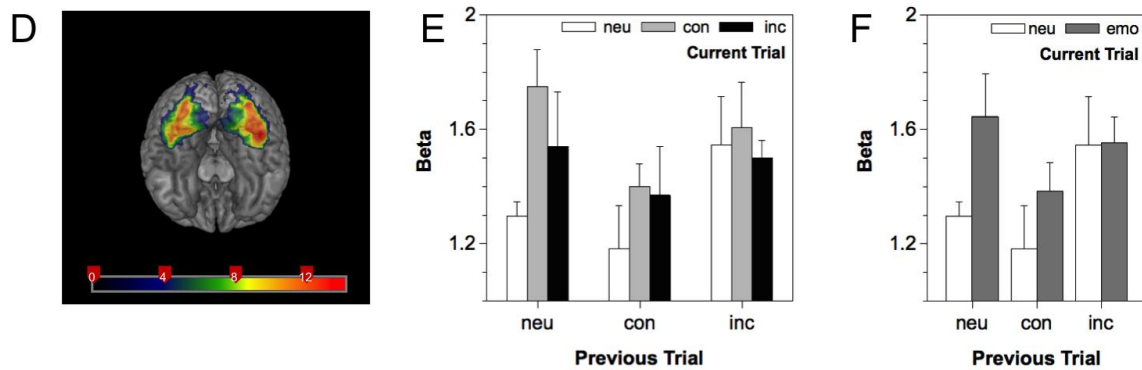 D
0 4 8 12
E
neu con inc
Current Trial
2
1.6
1.2
Beta
neu con inc
Previous Trial
F
neu emo
Current Trial
2
1.6
1.2
Beta
neu con inc
Previous Trial